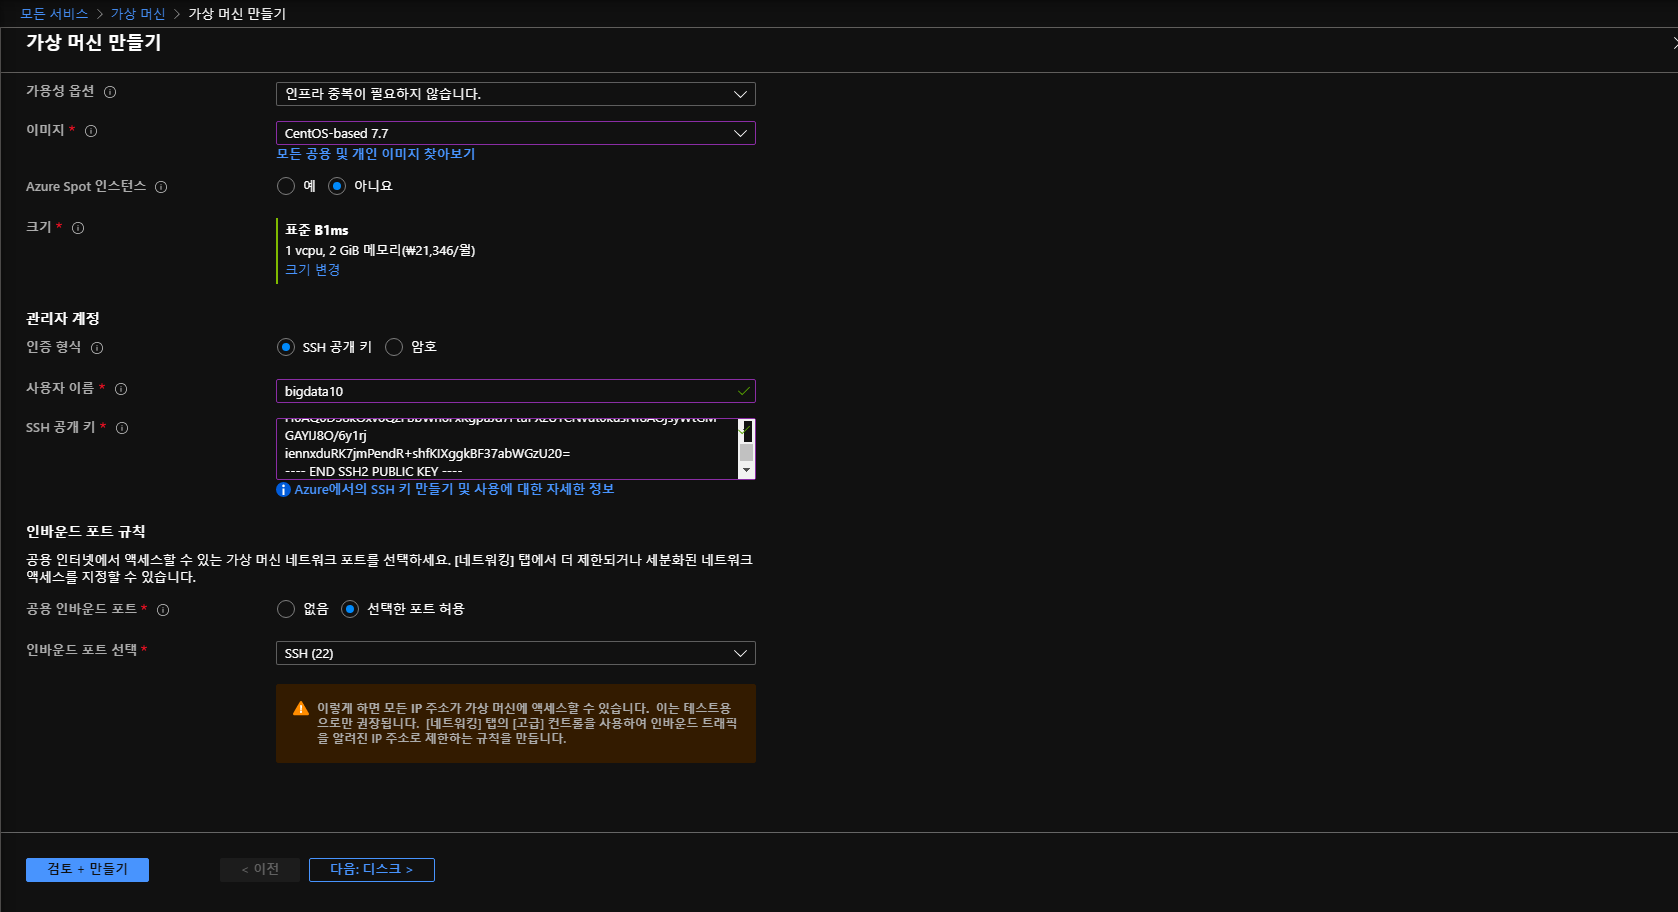 모든 서비스 > 가상 머신 > 가상 머신 만들기
가상 머신 만들기
가용성 옵션
인프라 중복이 필요하지 않습니다.
이미지 *
CentOS-based 7.7
모든 공용 및 개인 이미지 찾아보기
Azure Spot 인스턴스
예 아니요
크기 *
표준 B1ms
1 vcpu, 2 GiB 메모리(₩21,346/월)
크기 변경
관리자 계정
인증 형식
SSH 공개 키 암호
사용자 이름 *
bigdata10
SSH 공개 키 *
GAYIJ8O/6y1rj
iennxduRK7jmPendR+shfKIXggkBF37abWGzU20=
---- END SSH2 PUBLIC KEY ----
Azure에서의 SSH 키 만들기 및 사용에 대한 자세한 정보
인바운드 포트 규칙
공용 인터넷에서 액세스할 수 있는 가상 머신 네트워크 포트를 선택하세요. [네트워킹] 탭에서 더 제한되거나 세분화된 네트워크
액세스를 지정할 수 있습니다.
공용 인바운드 포트 *
없음 선택한 포트 허용
인바운드 포트 선택 *
SSH (22)
이렇게 하면 모든 IP 주소가 가상 머신에 액세스할 수 있습니다. 이는 테스트용
으로만 권장됩니다. [네트워킹] 탭의 [고급] 컨트롤을 사용하여 인바운드 트래픽
을 알려진 IP 주소로 제한하는 규칙을 만듭니다.
검토 + 만들기
< 이전
다음: 디스크 >